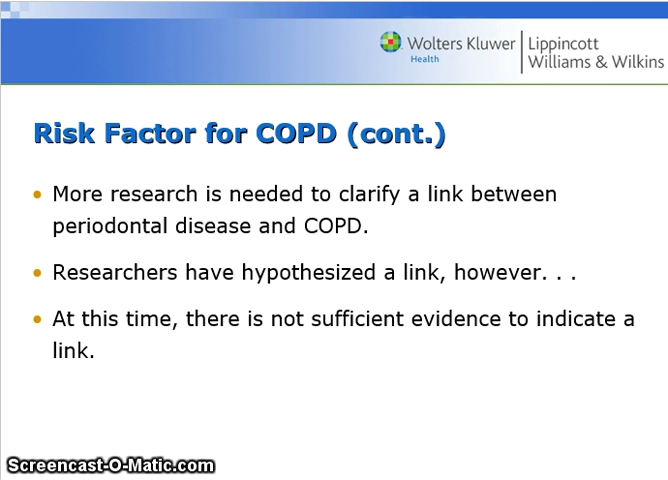 Wolters Kluwer
Health
Lippincott
Williams & Wilkins
Risk Factor for COPD (cont.)
• More research is needed to clarify a link between
periodontal disease and COPD.
• Researchers have hypothesized a link, however. . .
• At this time, there is not sufficient evidence to indicate a
link.
Screencast-O-Matic.com